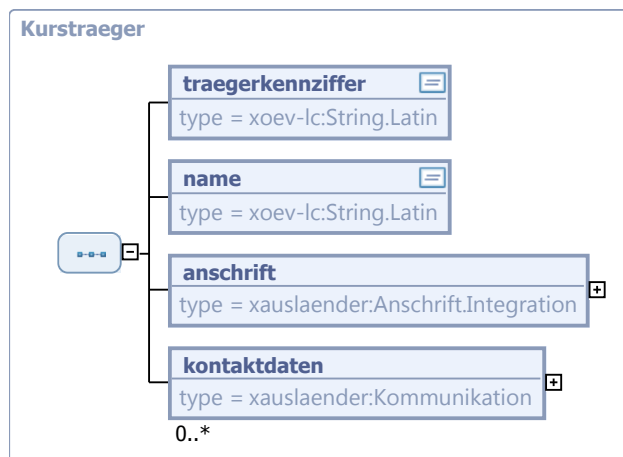 Kurstraeger
traegerkennziffer
type = xoev-lc:String.Latin
name
type = xoev-lc:String.Latin
anschrift
type = xauslaender:Anschrift.Integration
kontaktdaten
type = xauslaender:Kommunikation
0..*